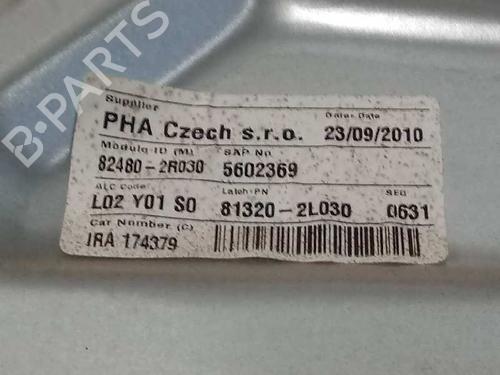 B-PARTS
Supplier Date: Date
PHA Czech s.r.o. 23/09/2010
Module ID (M) SAP No
82480-2R030 5602369
ALC Code Latch-PN SEQ
L02 Y01 S0 81320-2L030 0631
Car Number (C)
IRA 174379